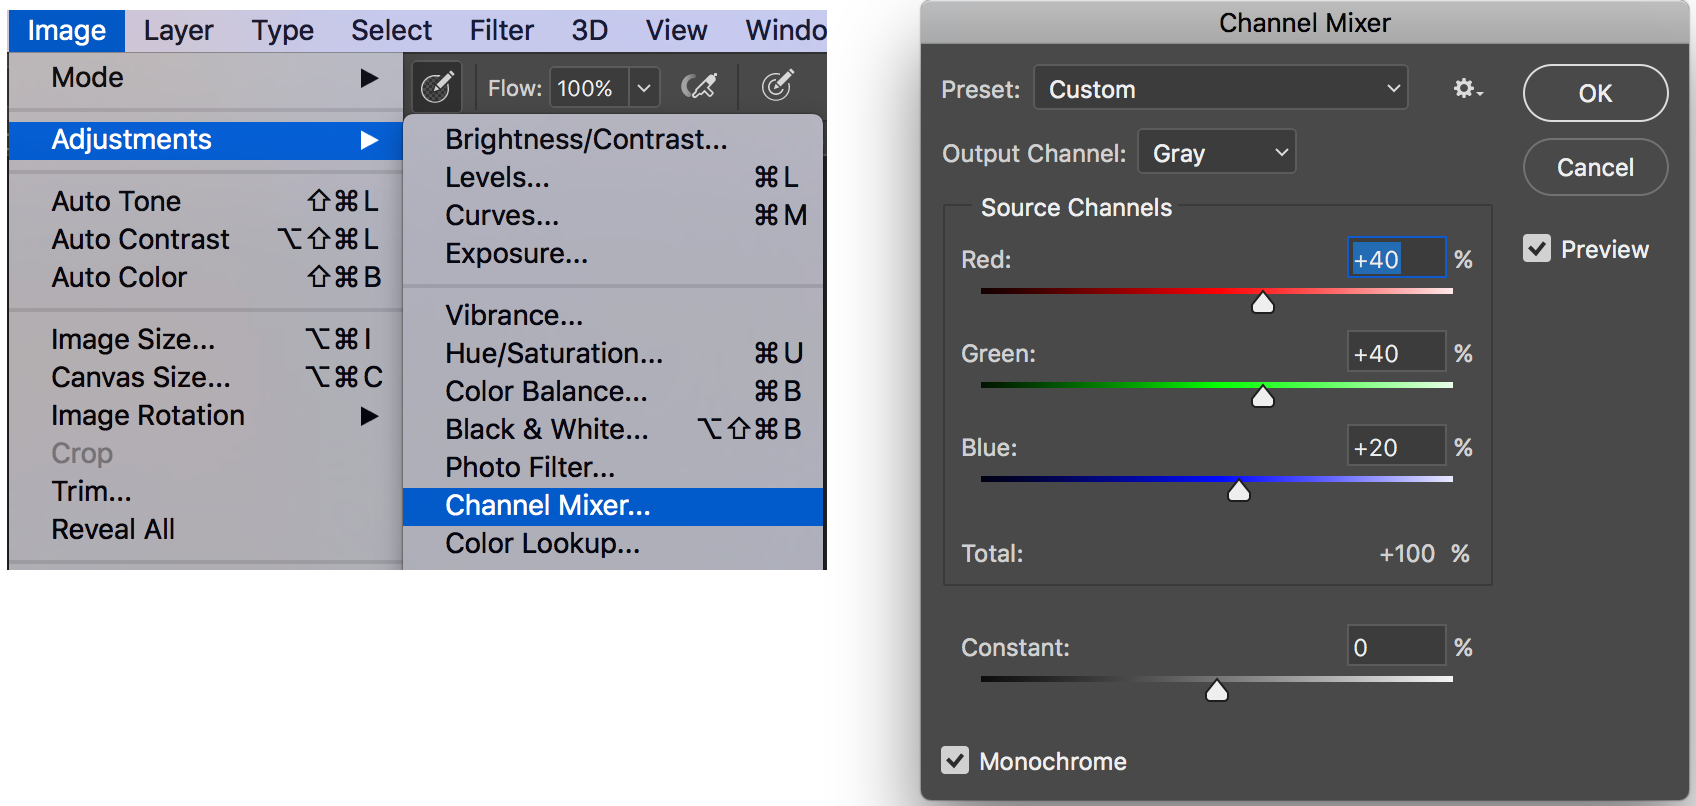 Image Layer Type Select Filter 3D View Windo
Mode ▶
Flow: 100%
Adjustments ▶
Auto Tone ⇧⌘L
Auto Contrast ⌥⇧⌘L
Auto Color ⇧⌘B
Image Size... ⌥⌘I
Canvas Size... ⌥⌘C
Image Rotation ▶
Crop
Trim...
Reveal All
Brightness/Contrast...
Levels... ⌘L
Curves... ⌘M
Exposure...
Vibrance...
Hue/Saturation... ⌘U
Color Balance... ⌘B
Black & White... ⌥⇧⌘B
Photo Filter...
Channel Mixer...
Color Lookup...
Channel Mixer
Preset: Custom
OK
Output Channel: Gray
Cancel
Source Channels
Preview
Red: +40 %
Green: +40 %
Blue: +20 %
Total: +100 %
Constant: 0 %
Monochrome